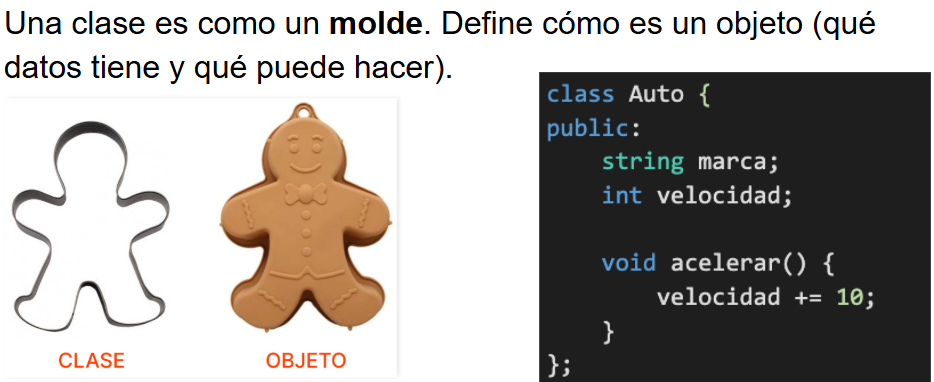 Una clase es como un molde. Define cómo es un objeto (qué
datos tiene y qué puede hacer).
CLASE
OBJETO
class Auto {
public:
    string marca;
    int velocidad;

    void acelerar() {
        velocidad += 10;
    }
};